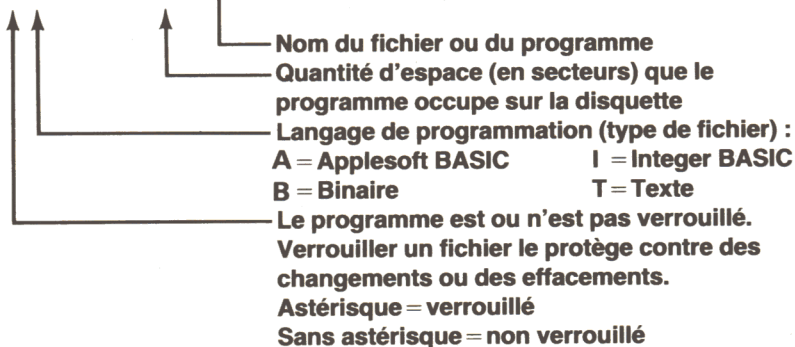 Nom du fichier ou du programme
Quantité d'espace (en secteurs) que le
programme occupe sur la disquette
Langage de programmation (type de fichier) :
A = Applesoft BASIC I = Integer BASIC
B = Binaire T = Texte
Le programme est ou n'est pas verrouillé.
Verrouiller un fichier le protège contre des
changements ou des effacements.
Astérisque = verrouillé
Sans astérisque = non verrouillé